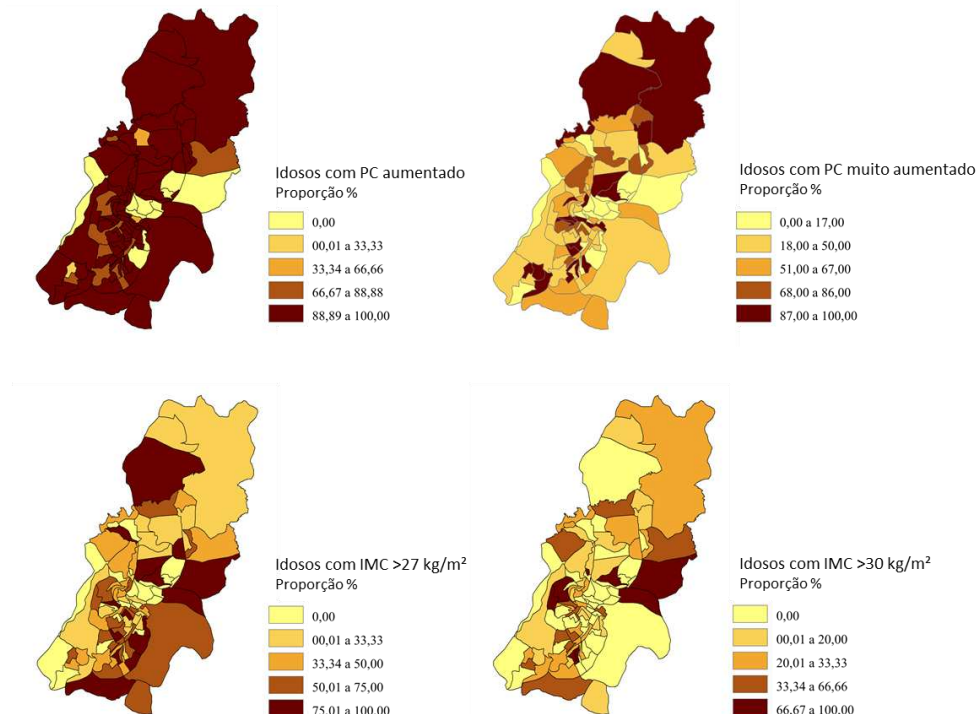 Idosos com PC aumentado
Proporção %
0,00
00,01 a 33,33
33,34 a 66,66
66,67 a 88,88
88,89 a 100,00
Idosos com PC muito aumentado
Proporção %
0,00 a 17,00
18,00 a 50,00
51,00 a 67,00
68,00 a 86,00
87,00 a 100,00
Idosos com IMC >27 kg/m²
Proporção %
0,00
00,01 a 33,33
33,34 a 50,00
50,01 a 75,00
75,01 a 100,00
Idosos com IMC >30 kg/m²
Proporção %
0,00
00,01 a 20,00
20,01 a 33,33
33,34 a 66,66
66,67 a 100,00